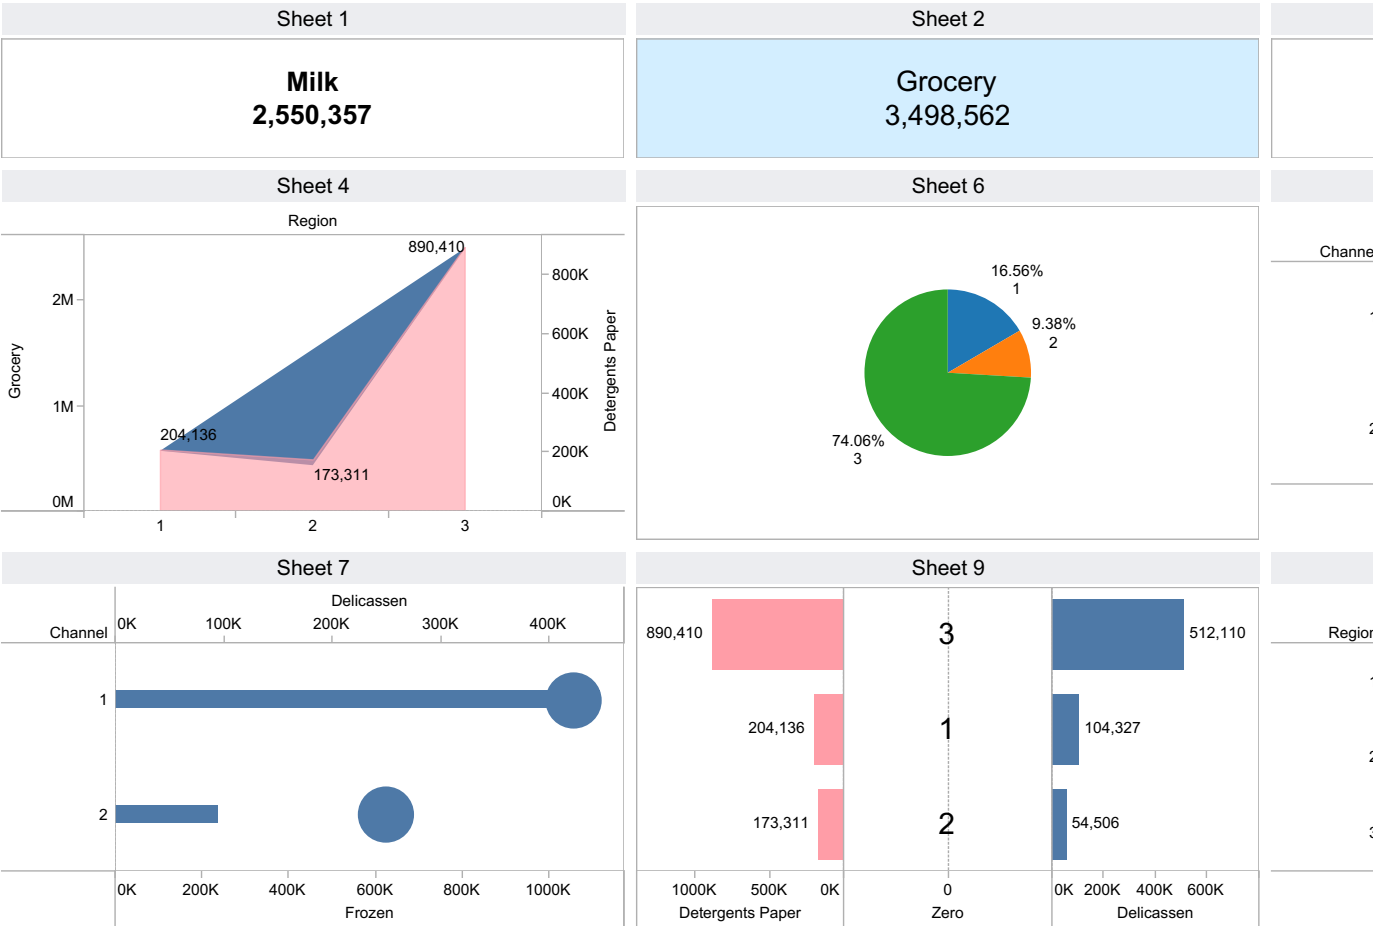 Sheet 1
Milk
2,550,357
Sheet 2
Grocery
3,498,562
Sheet 4
Region
Grocery
2M
1M
0M
204,136
173,311
890,410
800K
600K
400K
200K
0K
Detergents Paper
1
2
3
Sheet 6
16.56%
1
9.38%
2
74.06%
3
Channe
2
Sheet 7
Delicassen
Channel
0K 100K 200K 300K 400K
1
2
0K 200K 400K 600K 800K 1000K
Frozen
Sheet 9
890,410 3 512,110
204,136 1 104,327
173,311 2 54,506
1000K 500K 0K 0 0K 200K 400K 600K
Detergents Paper Zero Delicassen
Region